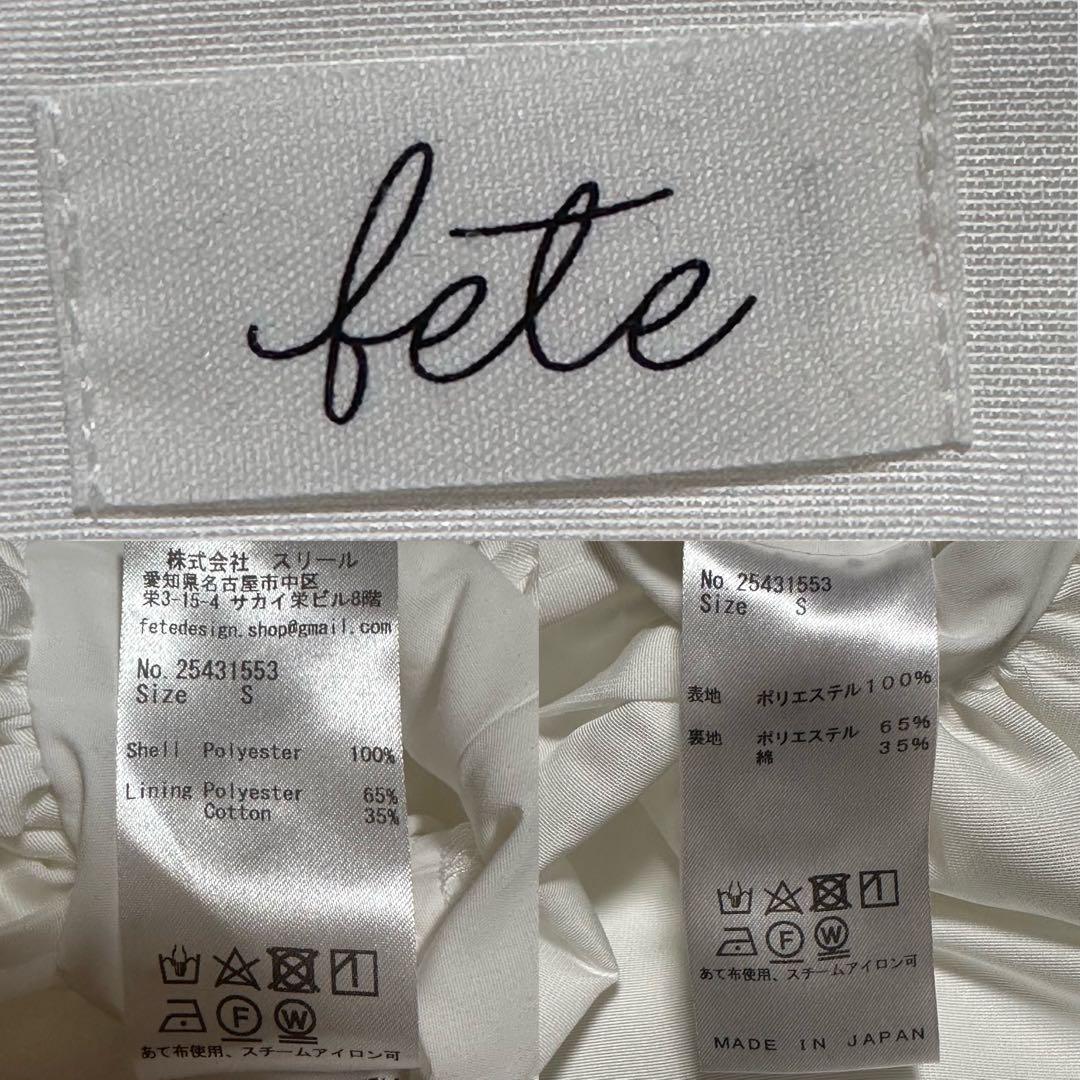 fete
株式会社 スリール
愛知県名古屋市中区
栄3-15-4 サカイ栄ビル8階
fetedesign.shop@gmail.com
No 25431553
Size S
Shell Polyester 100%
Lining Polyester 65%
Cotton 35%
F W
あて布使用、スチームアイロン可
No 25431553
Size S
表地 ポリエステル100%
裏地 ポリエステル 65%
綿 35%
F W
あて布使用、スチームアイロン可
MADE IN JAPAN